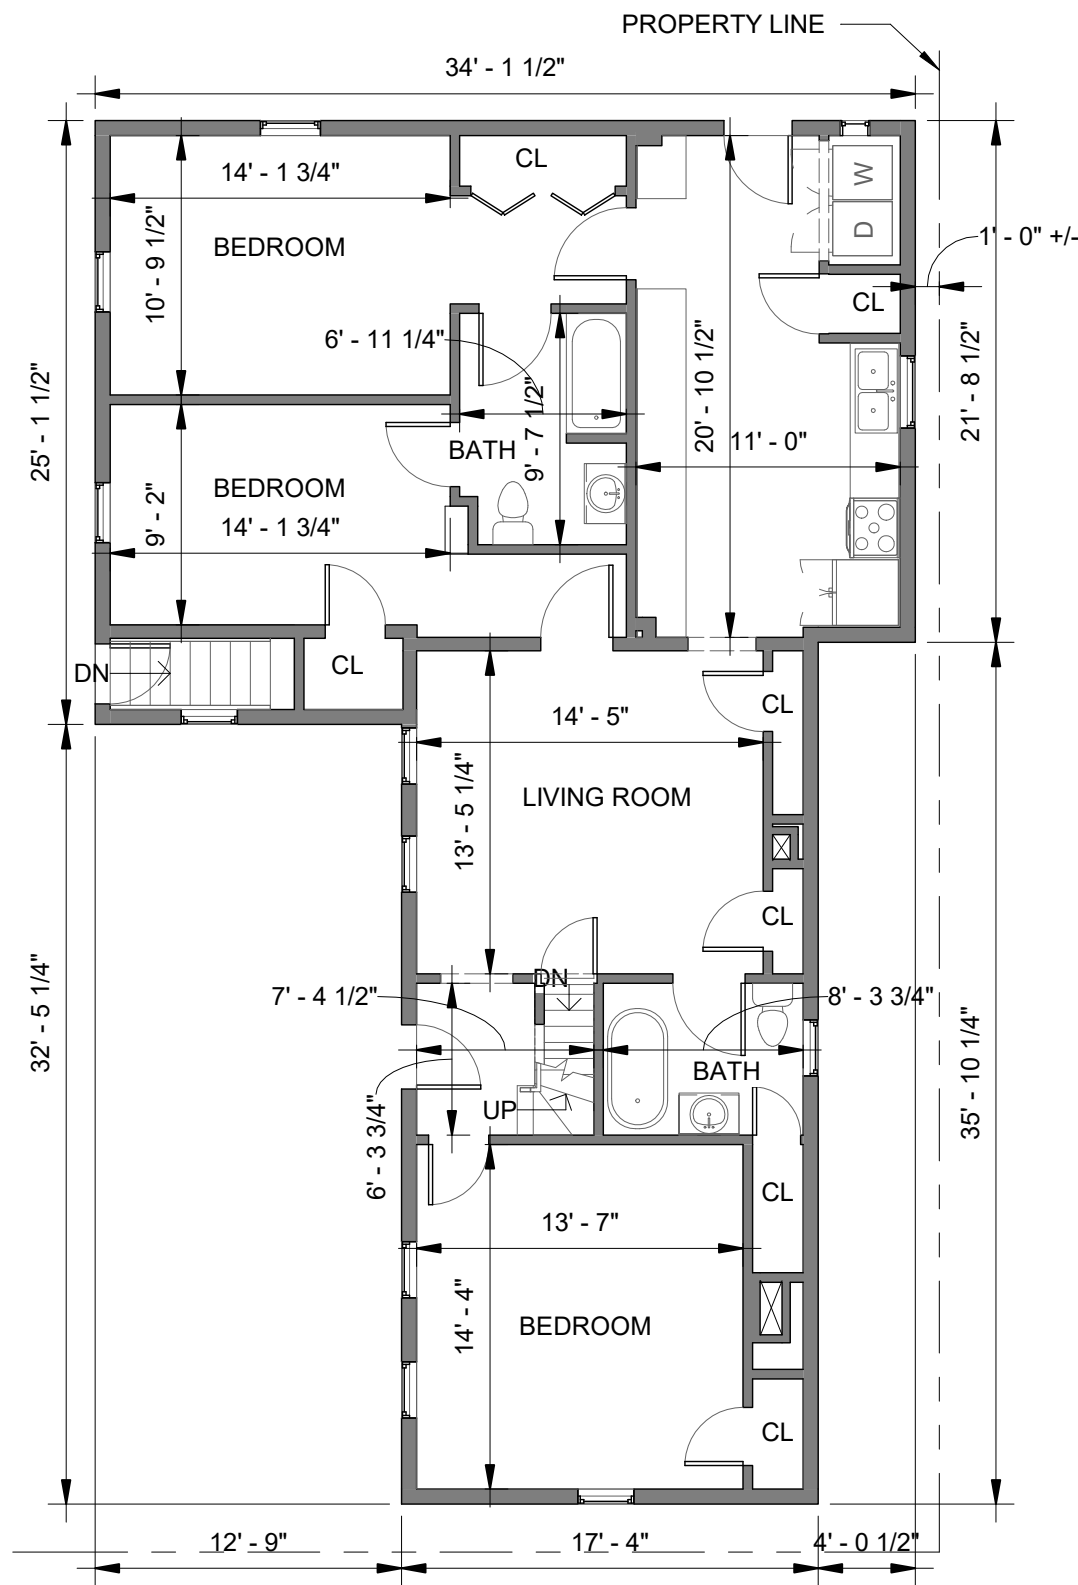 PROPERTY LINE
34' - 1 1/2"
CL
W
14' - 1 3/4"
D
1' - 0" +/-
BEDROOM
10' - 9 1/2"
CL
6' - 11 1/4"
20' - 10 1/2"
21' - 8 1/2"
25' - 1 1/2"
9' - 7 1/2"
11' - 0"
BATH
BEDROOM
9' - 2"
14' - 1 3/4"
DN
CL
CL
14' - 5"
LIVING ROOM
13' - 5 1/4"
CL
DN
7' - 4 1/2"
8' - 3 3/4"
32' - 5 1/4"
BATH
35' - 10 1/4"
UP
6' - 3 3/4"
CL
13' - 7"
14' - 4"
BEDROOM
CL
12' - 9"
17' - 4"
4' - 0 1/2"